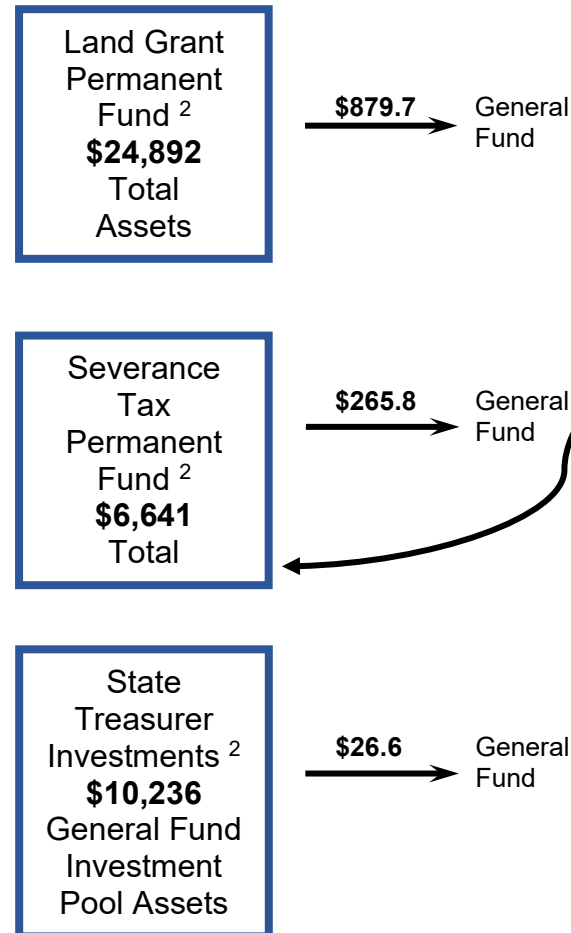 Land Grant
Permanent
Fund 2
$24,892
Total
Assets
$879.7
General
Fund
Severance
Tax
Permanent
Fund 2
$6,641
Total
$265.8
General
Fund
State
Treasurer
Investments 2
$10,236
General Fund
Investment
Pool Assets
$26.6
General
Fund